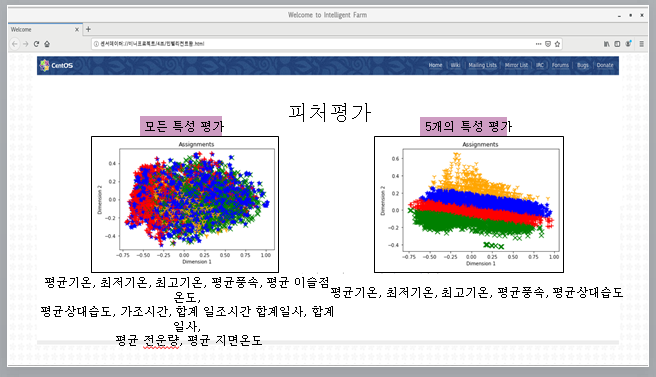 Welcome to Intelligent Farm
Welcome
센서데이터://미니프로젝트/4조/인텔리전트팜.html
CentOS
Home Wiki Mailing Lists Mirror List IRC Forums Bugs Donate
피처평가
모든 특성 평가
5개의 특성 평가
Assignments
Dimension 2
0.4
0.2
0.0
-0.2
-0.4
-0.75 -0.50 -0.25 0.00 0.25 0.50 0.75 1.00
Dimension 1
Assignments
Dimension 2
0.6
0.4
0.2
0.0
-0.2
-0.4
-0.75 -0.50 -0.25 0.00 0.25 0.50 0.75 1.00
Dimension 1
평균기온, 최저기온, 최고기온, 평균풍속, 평균 이슬점
온도,
평균상대습도, 가조시간, 합계 일조시간 합계일사, 합계
일사,
평균 전운량, 평균 지면온도
평균기온, 최저기온, 최고기온, 평균풍속, 평균상대습도